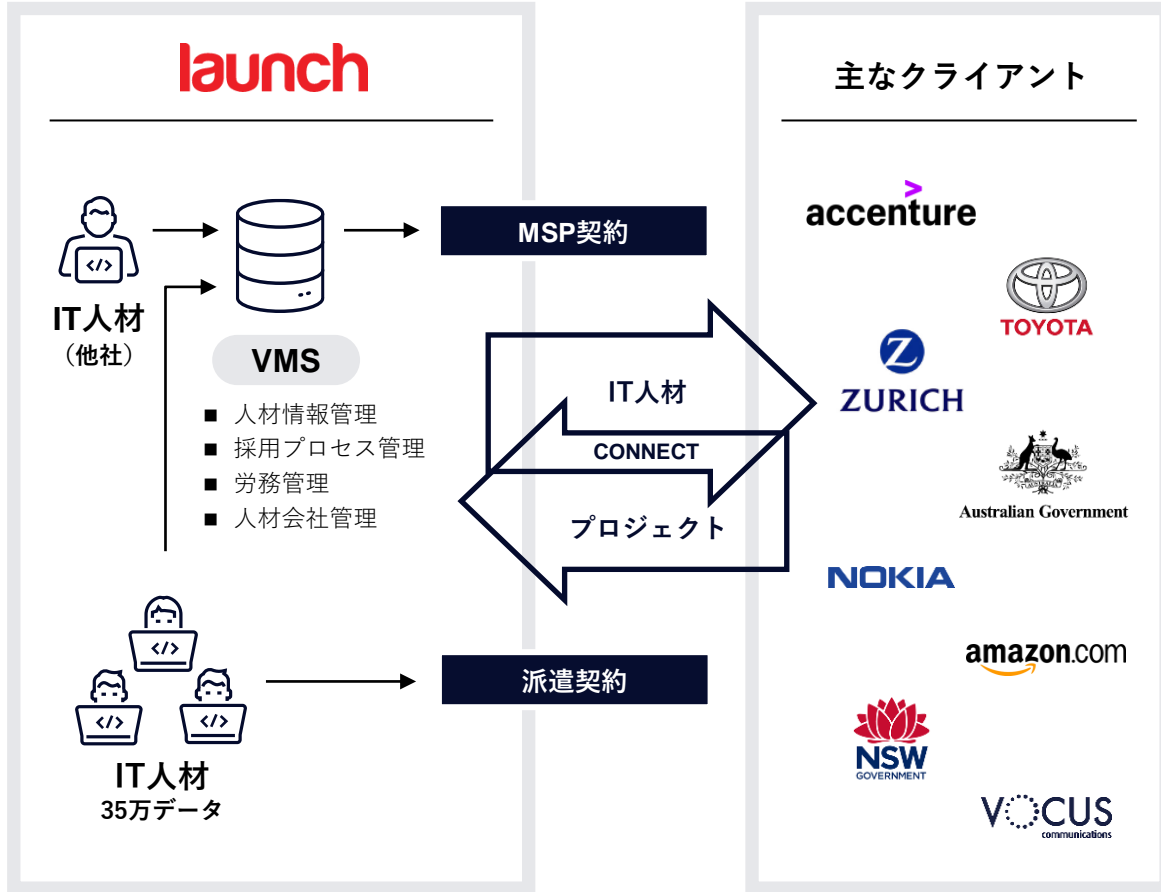 launch
IT人材
（他社）
VMS
■ 人材情報管理
■ 採用プロセス管理
■ 労務管理
■ 人材会社管理
</>
</>
</>
</>
IT人材
35万データ
MSP契約
IT人材
CONNECT
プロジェクト
派遣契約
主なクライアント
accenture
TOYOTA
Z
ZURICH
AUSTRALIA
Australian Government
NOKIA
amazon.com
NSW
GOVERNMENT
VOCUS
communications